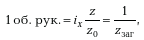 1 об. рук. = i_x z/z_0 = 1/z_заг,